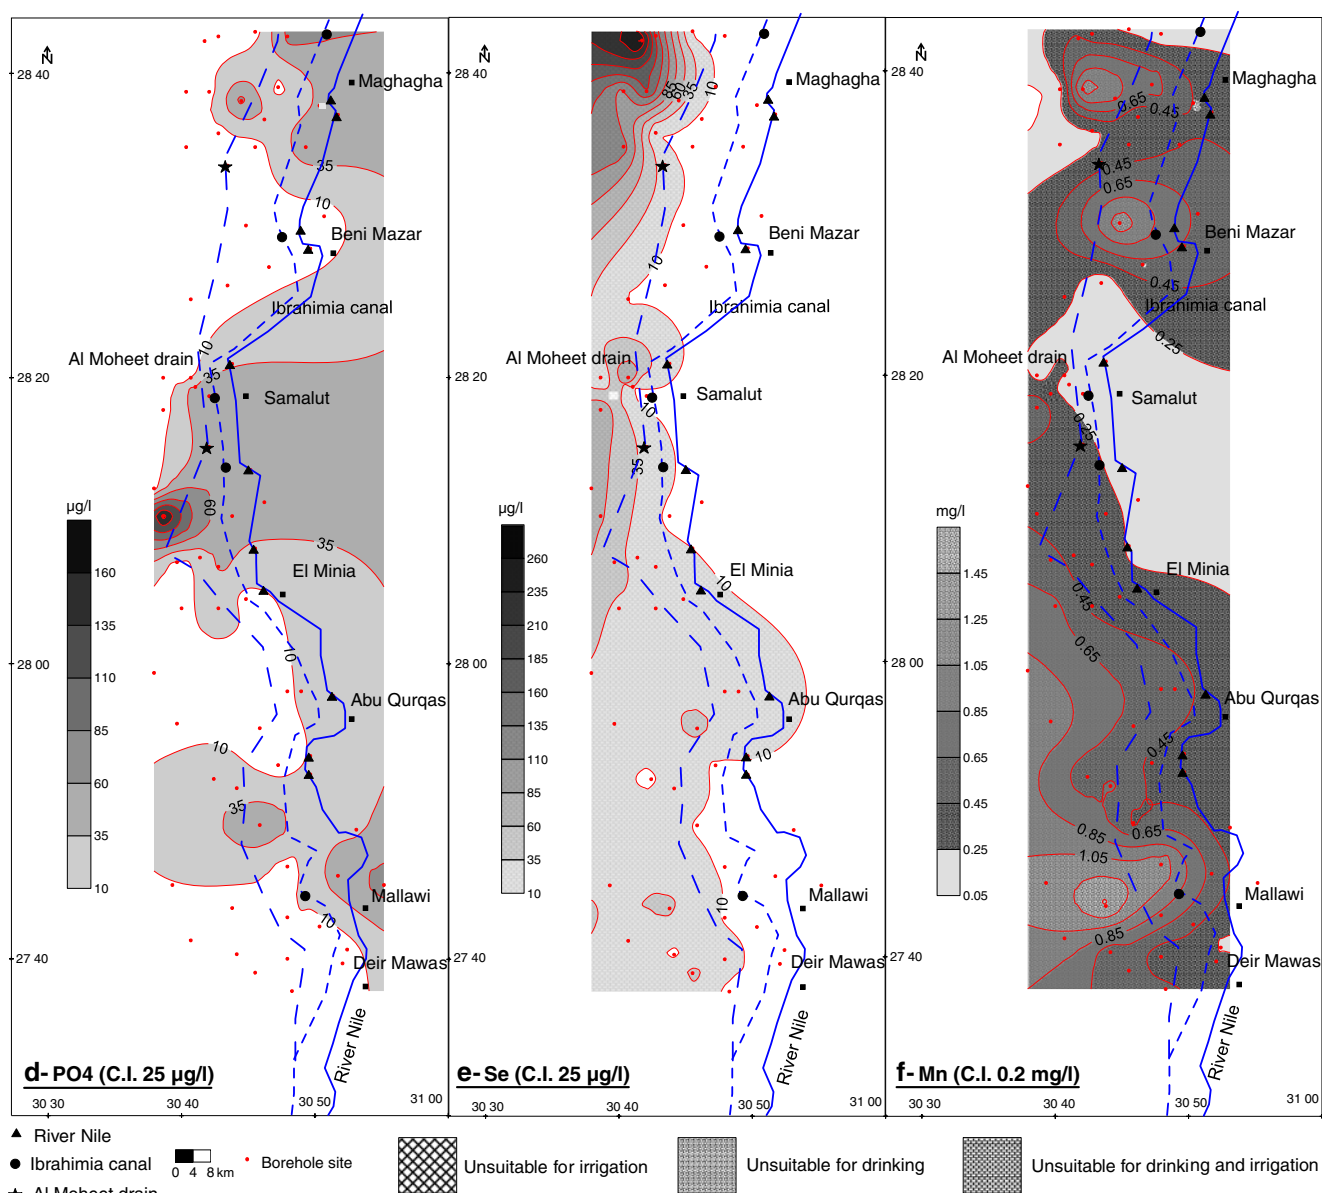 N
N
N
28 40
28 40
28 40
Maghagha
Maghagha
Maghagha
35
10
85
60
35
10
0.65
0.45
0.45
0.65
Beni Mazar
Beni Mazar
Beni Mazar
10
0.45
Ibrahimia canal
Ibrahimia canal
Ibrahimia canal
10
0.25
Al Moheet drain
Al Moheet drain
Al Moheet drain
28 20
28 20
28 20
35
Samalut
Samalut
Samalut
10
0.25
35
60
35
µg/l
µg/l
mg/l
El Minia
El Minia
El Minia
10
0.45
160
135
110
85
60
35
10
260
235
210
185
160
135
110
85
60
35
10
1.45
1.25
1.05
0.85
0.65
0.45
0.25
0.05
10
0.65
28 00
28 00
28 00
Abu Qurqas
Abu Qurqas
Abu Qurqas
10
10
0.45
35
0.85
0.65
1.05
Mallawi
Mallawi
Mallawi
10
10
0.85
27 40
27 40
27 40
Deir Mawas
Deir Mawas
Deir Mawas
River Nile
River Nile
River Nile
d- PO4 (C.I. 25 µg/l)
e- Se (C.I. 25 µg/l)
f- Mn (C.I. 0.2 mg/l)
30 30
30 40
30 50
31 00
30 30
30 40
30 50
31 00
30 30
30 40
30 50
31 00
River Nile
Ibrahimia canal
0 4 8 km
Borehole site
Unsuitable for irrigation
Unsuitable for drinking
Unsuitable for drinking and irrigation
Al Moheet drain